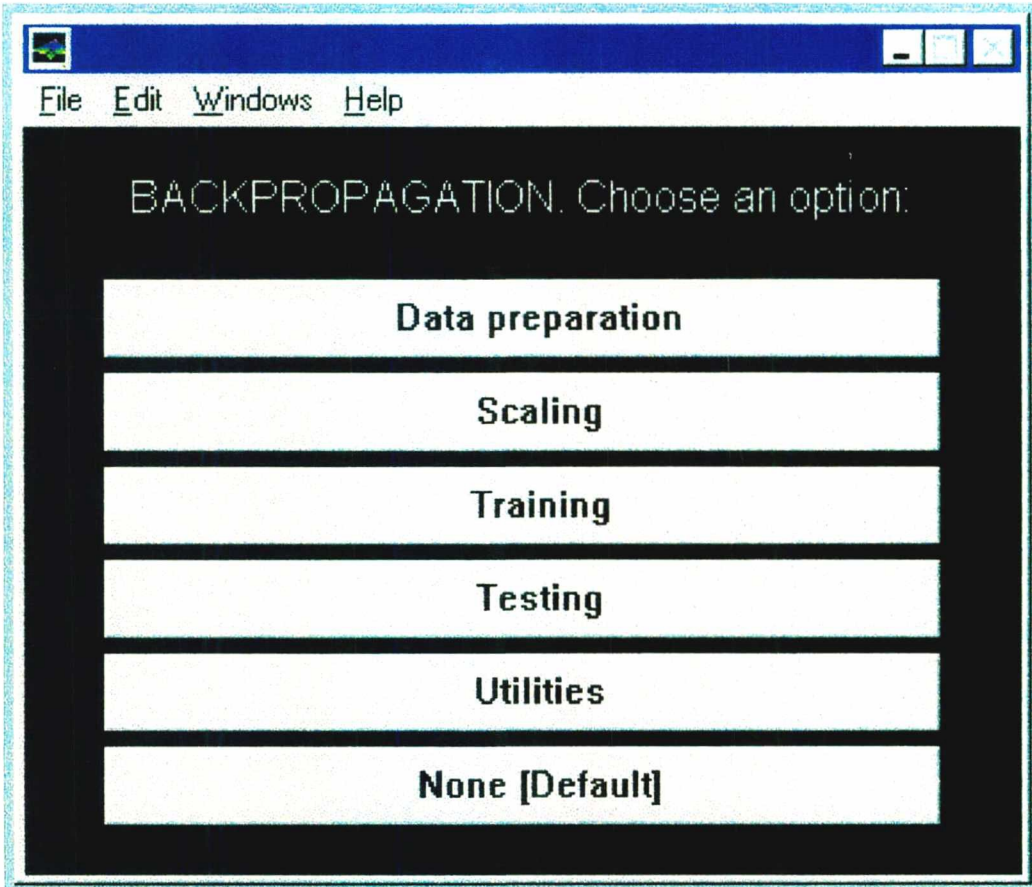 File Edit Windows Help
BACKPROPAGATION. Choose an option:
Data preparation
Scaling
Training
Testing
Utilities
None [Default]